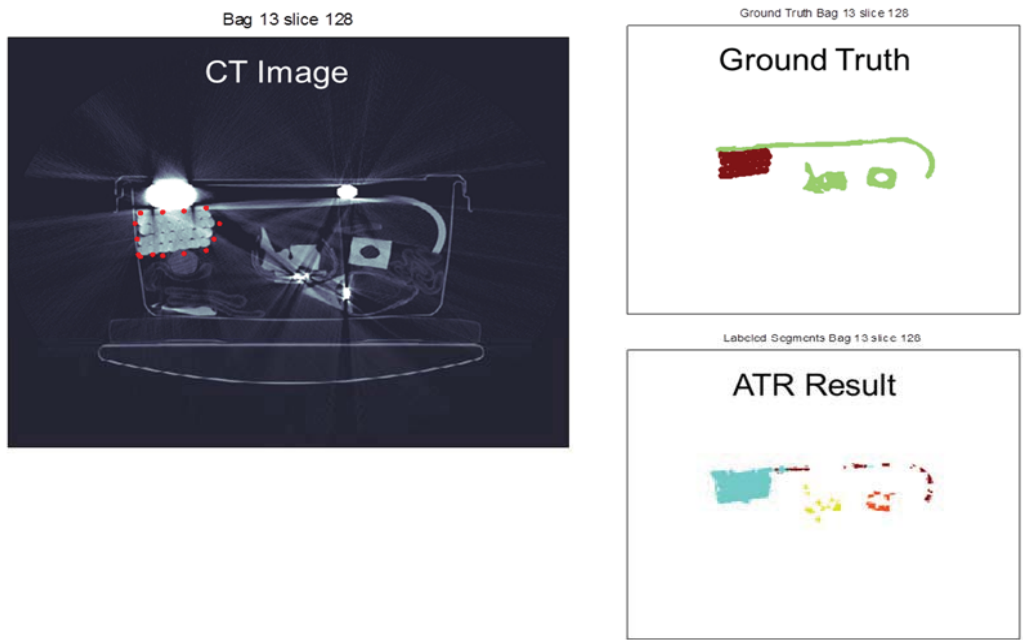 Bag 13 slice 128
CT Image
Ground Truth Bag 13 slice 128
Ground Truth
Labeled Segments Bag 13 slice 128
ATR Result